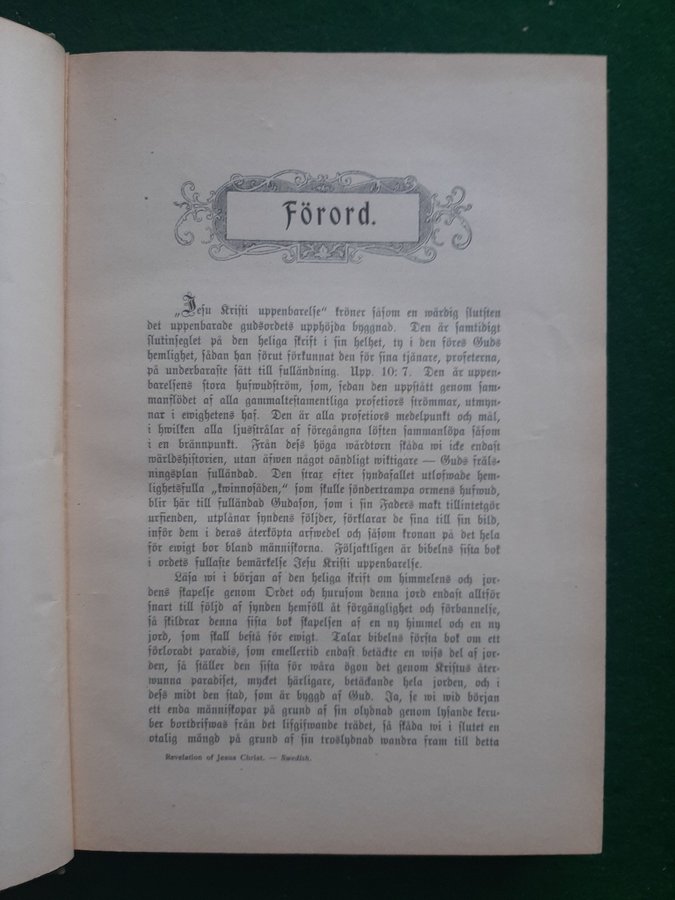 Förord.
„Jesu Kristi uppenbarelse“ kröner såsom en wärdig slutsten
det uppenbarade gudsordets upphöjda byggnad. Den är samtidigt
slutinseglet på den heliga skrift i sin helhet, ty i den föres Guds
hemlighet, sådan han förut förkunnat den för sina tjänare, profeterna,
på underbaraste sätt till fulländning. Upp. 10: 7. Den är uppen-
barelsens stora hufwudström, som, sedan den uppstått genom sam-
manflödet af alla gammaltestamentliga profetiors strömmar, utmyn-
nar i ewighetens haf. Den är alla profetiors medelpunkt och mål,
i hwilken alla ljusstrålar af föregångna löften sammanlöpa såsom
i en brännpunkt. Från dess höga wårdtorn skåda wi icke endast
wärldshistorien, utan äfwen något oändligt wiktigare — Guds fräls-
ningsplan fulländad. Den strax efter syndafallet utlofwade hem-
lighetsfulla „kwinnosäden,“ som skulle söndertrampa ormens hufwud,
blir här till fulländad Gudason, som i sin Faders makt tillintetgör
urfienden, utplånar syndens följder, förklarar de sina till sin bild,
inför dem i deras återköpta arfwedel och såsom kronan på det hela
för ewigt bor bland människorna. Följaktligen är bibelns sista bok
i ordets fullaste bemärkelse Jesu Kristi uppenbarelse.
Läsa wi i början af den heliga skrift om himmelens och jor-
dens skapelse genom Ordet och hurusom denna jord endast alltför
snart till följd af synden hemföll åt förgänglighet och förbannelse,
så skildrar denna sista bok skapelsen af en ny himmel och en ny
jord, som skall bestå för ewigt. Talar bibelns första bok om ett
förloradt paradis, som emellertid endast betäckte en wiss del af jor-
den, så ställer den sista för wåra ögon det genom Kristus åter-
wunna paradiset, mycket härligare, betäckande hela jorden, och i
dess midt den stad, som är byggd af Gud. Ja, se wi wid början
ett enda människopar på grund af sin olydnad genom lysande keru-
ber bortdrifwas från det lifgifwande trädet, så skåda wi i slutet en
otalig mängd på grund af sin troslydnad wandra fram till detta
Revelation of Jesus Christ. — Swedish.